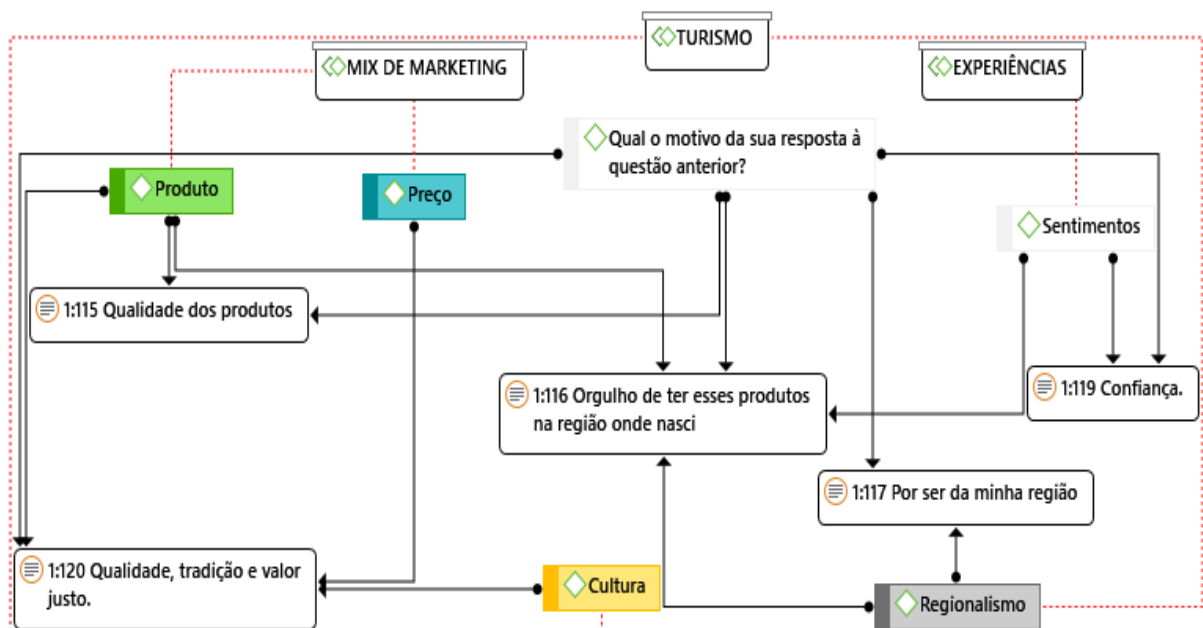 TURISMO
MIX DE MARKETING
EXPERIÊNCIAS
Qual o motivo da sua resposta à
questão anterior?
Produto
Preço
Sentimentos
1:115 Qualidade dos produtos
1:116 Orgulho de ter esses produtos
na região onde nasci
1:119 Confiança.
1:117 Por ser da minha região
1:120 Qualidade, tradição e valor
justo.
Cultura
Regionalismo